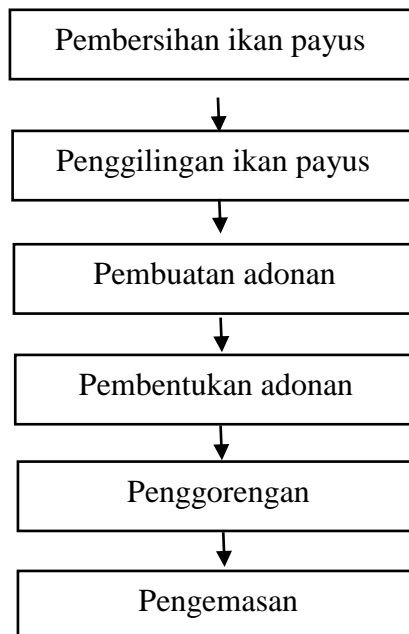 Pembersihan ikan payus
Penggilingan ikan payus
Pembuatan adonan
Pembentukan adonan
Penggorengan
Pengemasan